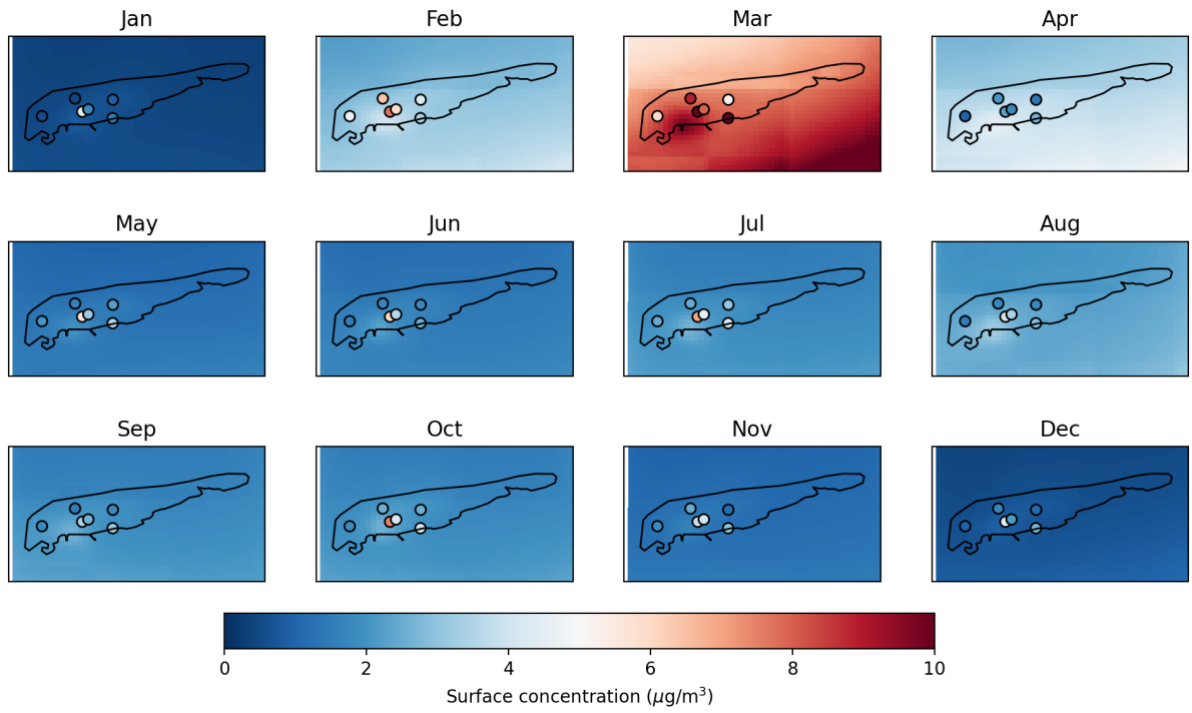 Jan Feb Mar Apr
May Jun Jul Aug
Sep Oct Nov Dec
0 2 4 6 8 10
Surface concentration (μg/m³)